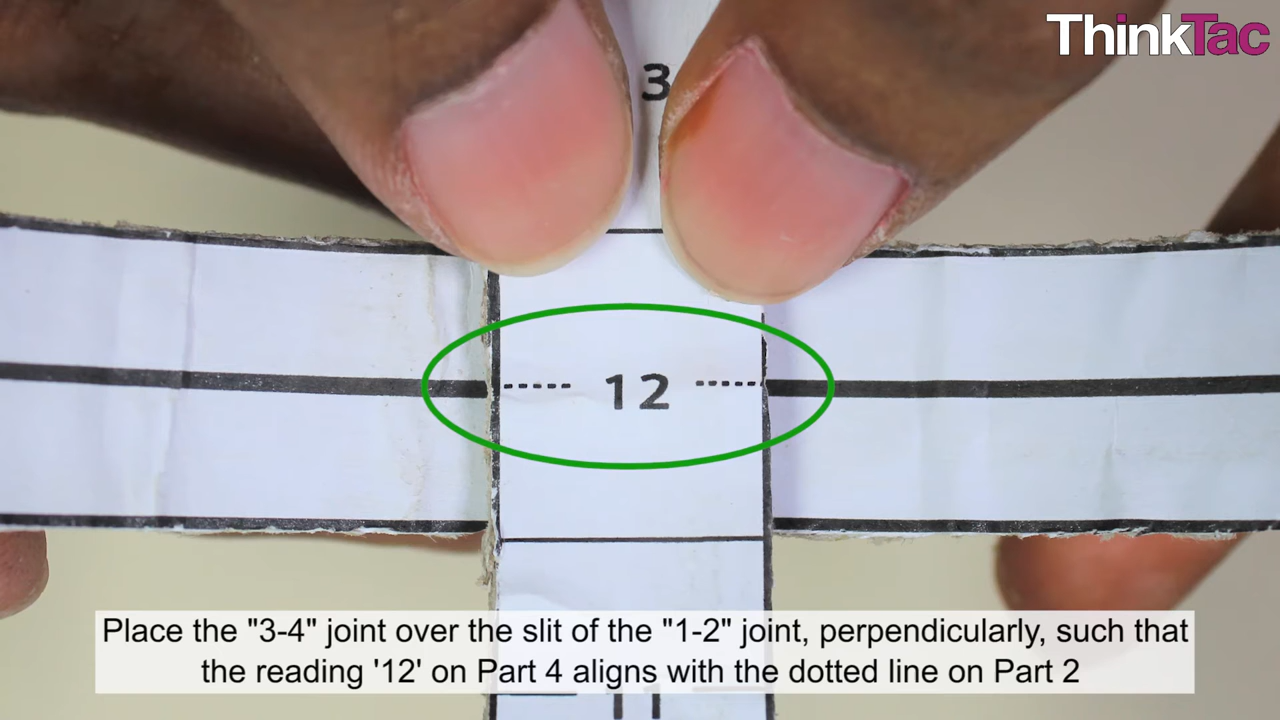 ThinkTac
3
12
Place the "3-4" joint over the slit of the "1-2" joint, perpendicularly, such that
the reading '12' on Part 4 aligns with the dotted line on Part 2
11